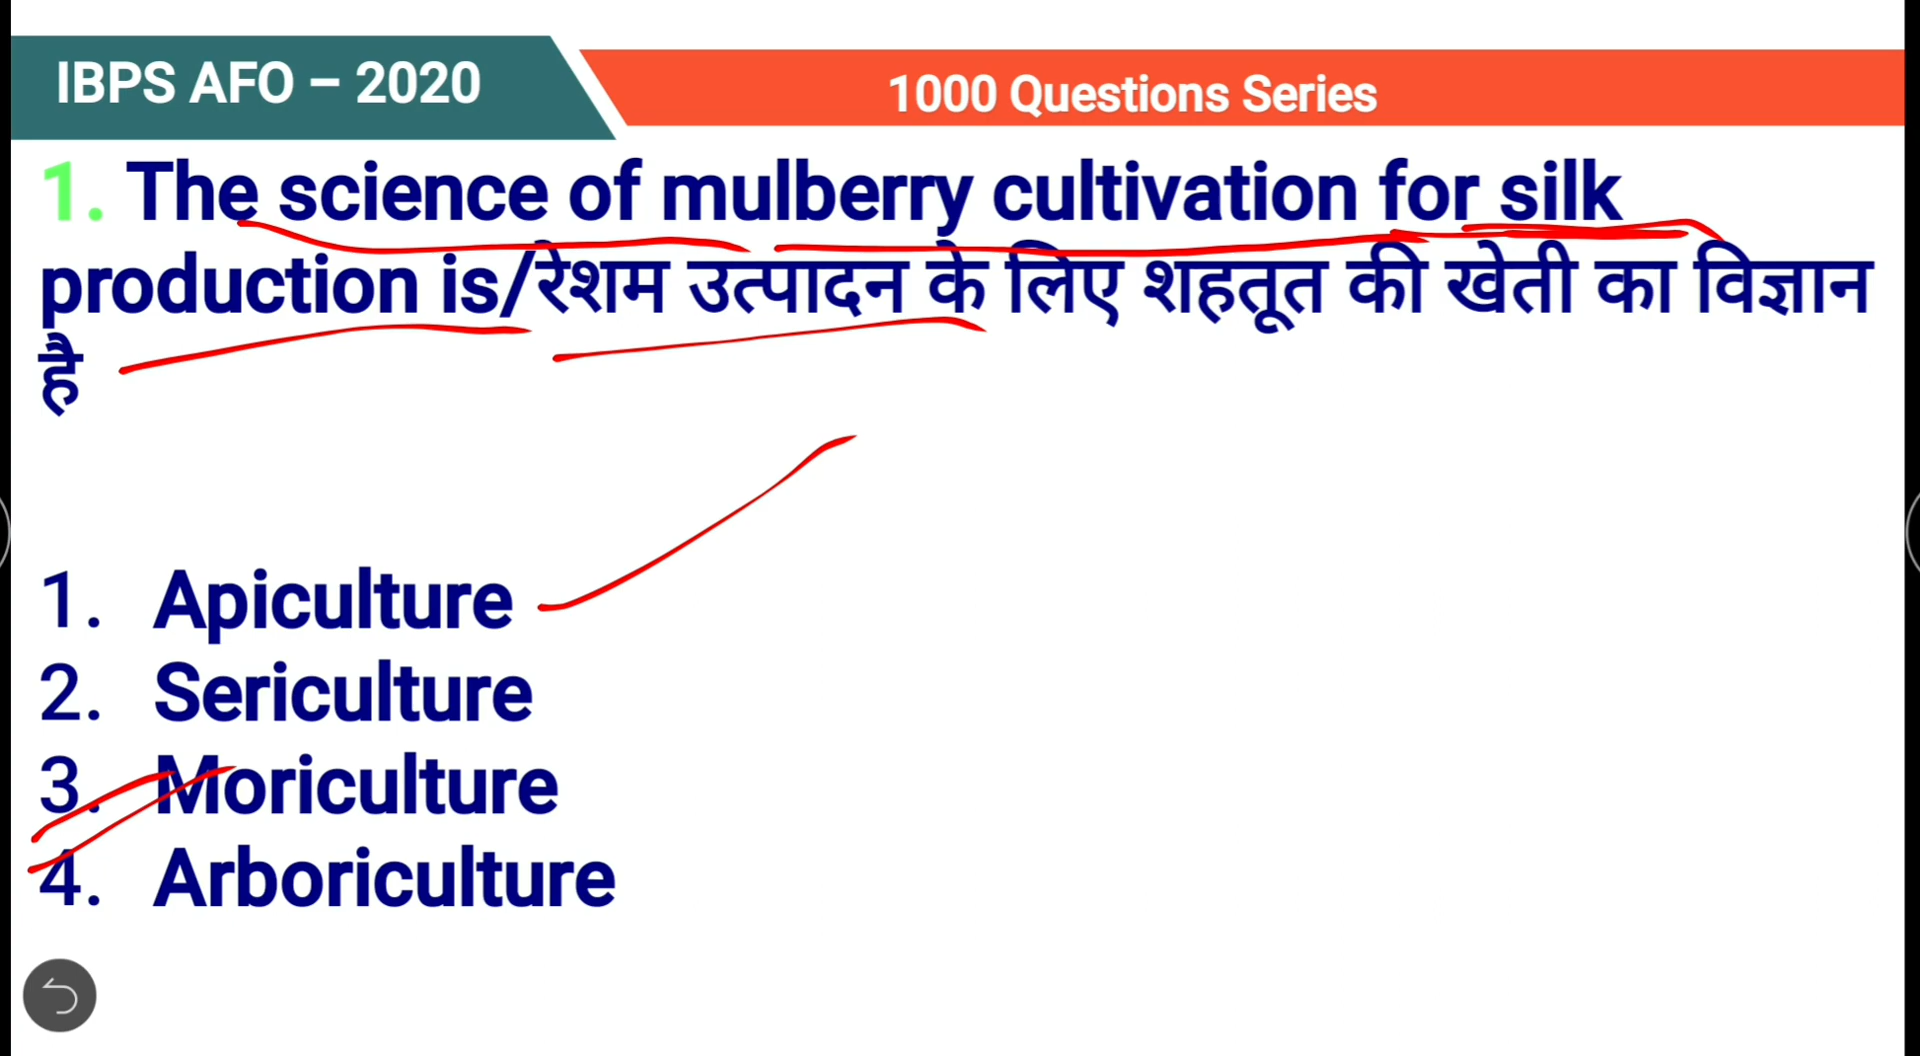 IBPS AFO – 2020
1000 Questions Series
1. The science of mulberry cultivation for silk
production is/रेशम उत्पादन के लिए शहतूत की खेती का विज्ञान
है
1. Apiculture
2. Sericulture
3. Moriculture
4. Arboriculture